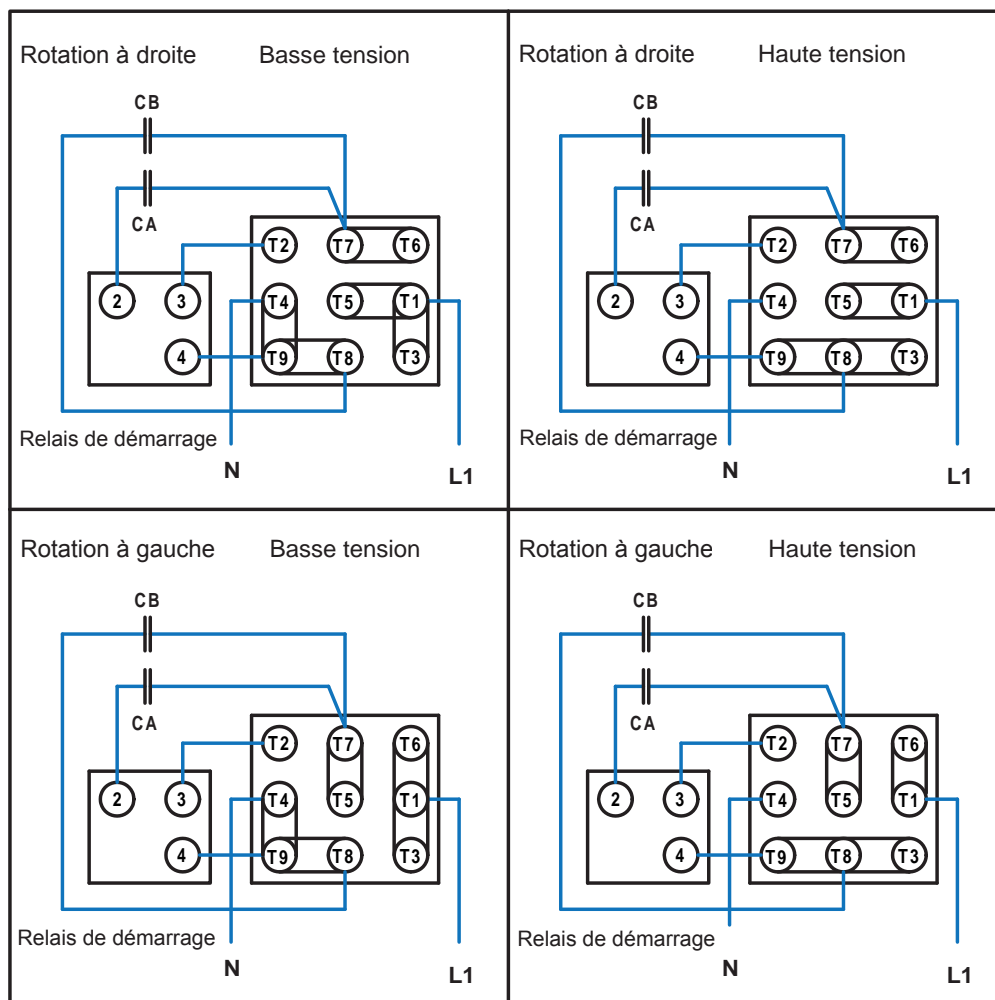 Rotation à droite Basse tension
CB
CA
T2 T7 T6
2 3 T4 T5 T1
4 T9 T8 T3
Relais de démarrage
N L1
Rotation à droite Haute tension
CB
CA
T2 T7 T6
2 3 T4 T5 T1
4 T9 T8 T3
Relais de démarrage
N L1
Rotation à gauche Basse tension
CB
CA
T2 T7 T6
2 3 T4 T5 T1
4 T9 T8 T3
Relais de démarrage
N L1
Rotation à gauche Haute tension
CB
CA
T2 T7 T6
2 3 T4 T5 T1
4 T9 T8 T3
Relais de démarrage
N L1